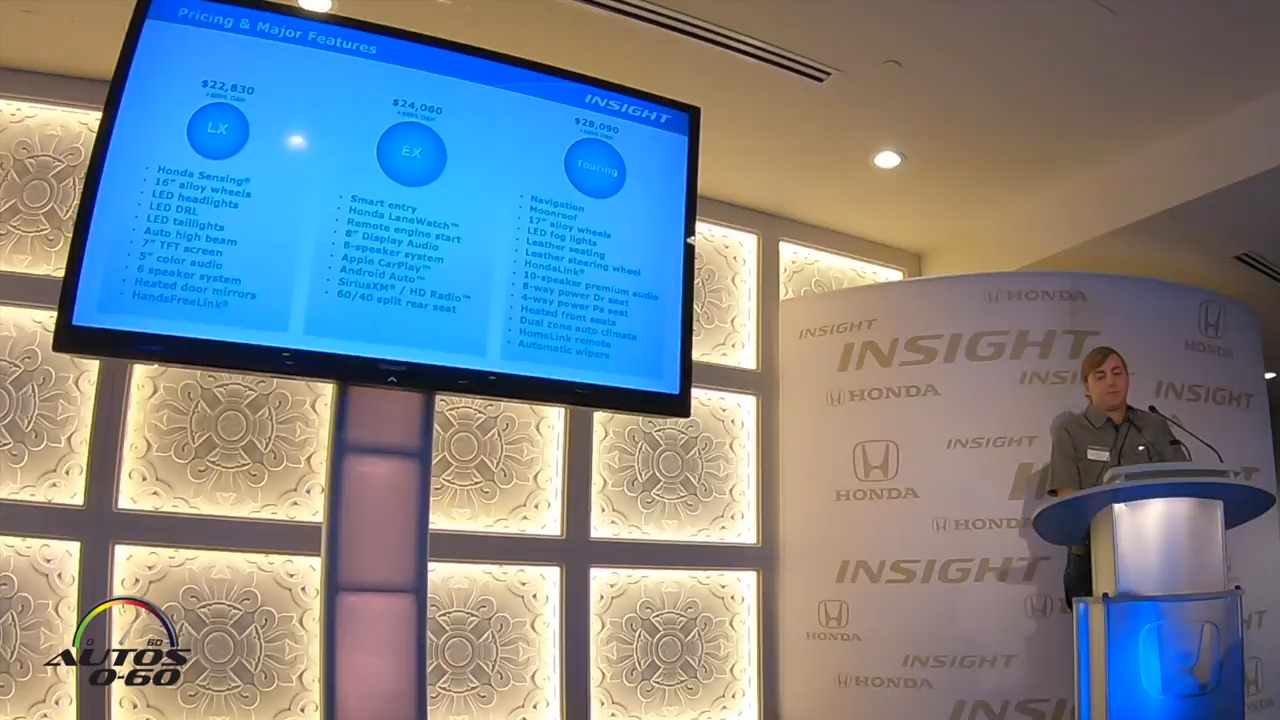 Pricing & Major Features
INSIGHT
$22,830
LX
• Honda Sensing®
• 16" alloy wheels
• LED headlights
• LED DRL
• LED taillights
• Auto high beam
• 7" TFT screen
• 5" color audio
• 6 speaker system
• Heated door mirrors
• HandsFreeLink®
$24,060
EX
• Smart entry
• Honda LaneWatch™
• Remote engine start
• 8" Display Audio
• 8-speaker system
• Apple CarPlay™
• Android Auto™
• SiriusXM® / HD Radio™
• 60/40 split rear seat
$28,090
Touring
• Navigation
• Moonroof
• 17" alloy wheels
• LED fog lights
• Leather seating
• Leather steering wheel
• HondaLink®
• 10-speaker premium audio
• 8-way power Dr seat
• 4-way power Ps seat
• Heated front seats
• Dual zone auto climate
• HomeLink remote
• Automatic wipers
HONDA
INSIGHT
INSIGHT
HONDA
HONDA
INSIGHT
INSIGHT
HONDA
HONDA
INSIGHT
HONDA
INSIGHT
HONDA
INSIGHT
HONDA
0 60
AUTOS
0-60